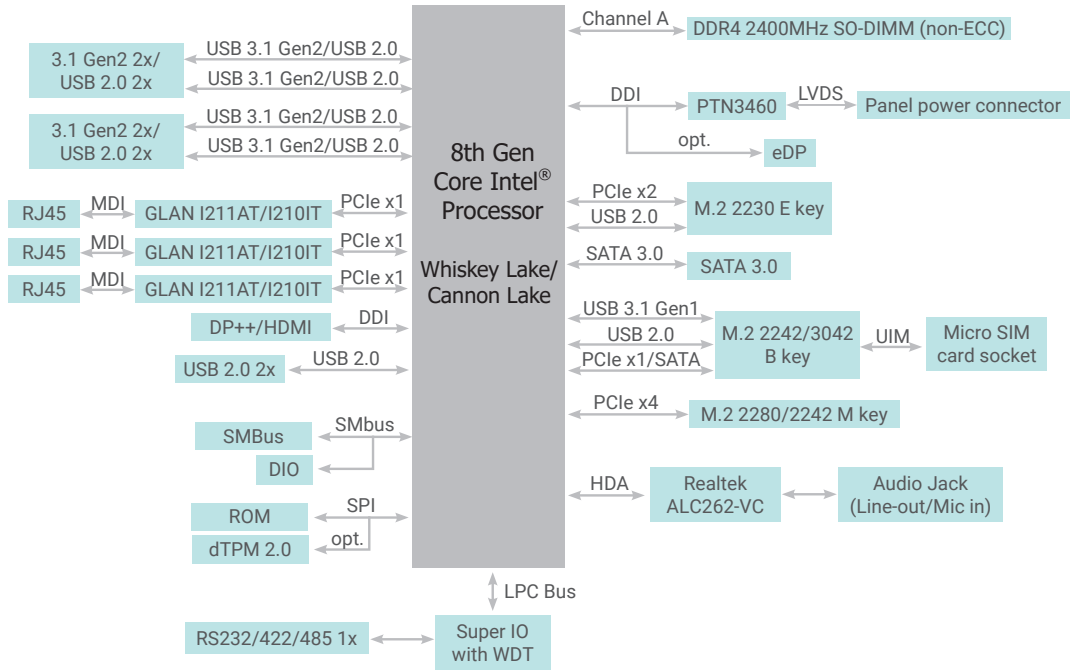 3.1 Gen2 2x/
USB 2.0 2x
USB 3.1 Gen2/USB 2.0
USB 3.1 Gen2/USB 2.0
3.1 Gen2 2x/
USB 2.0 2x
USB 3.1 Gen2/USB 2.0
USB 3.1 Gen2/USB 2.0
RJ45
MDI
GLAN I211AT/I210IT
PCIe x1
RJ45
MDI
GLAN I211AT/I210IT
PCIe x1
RJ45
MDI
GLAN I211AT/I210IT
PCIe x1
DP++/HDMI
DDI
USB 2.0 2x
USB 2.0
SMBus
SMbus
DIO
ROM
SPI
dTPM 2.0
opt.
8th Gen
Core Intel®
Processor
Whiskey Lake/
Cannon Lake
Channel A
DDR4 2400MHz SO-DIMM (non-ECC)
DDI
PTN3460
LVDS
Panel power connector
opt.
eDP
PCIe x2
USB 2.0
M.2 2230 E key
SATA 3.0
SATA 3.0
USB 3.1 Gen1
USB 2.0
PCIe x1/SATA
M.2 2242/3042
B key
UIM
Micro SIM
card socket
PCIe x4
M.2 2280/2242 M key
HDA
Realtek
ALC262-VC
Audio Jack
(Line-out/Mic in)
LPC Bus
RS232/422/485 1x
Super IO
with WDT